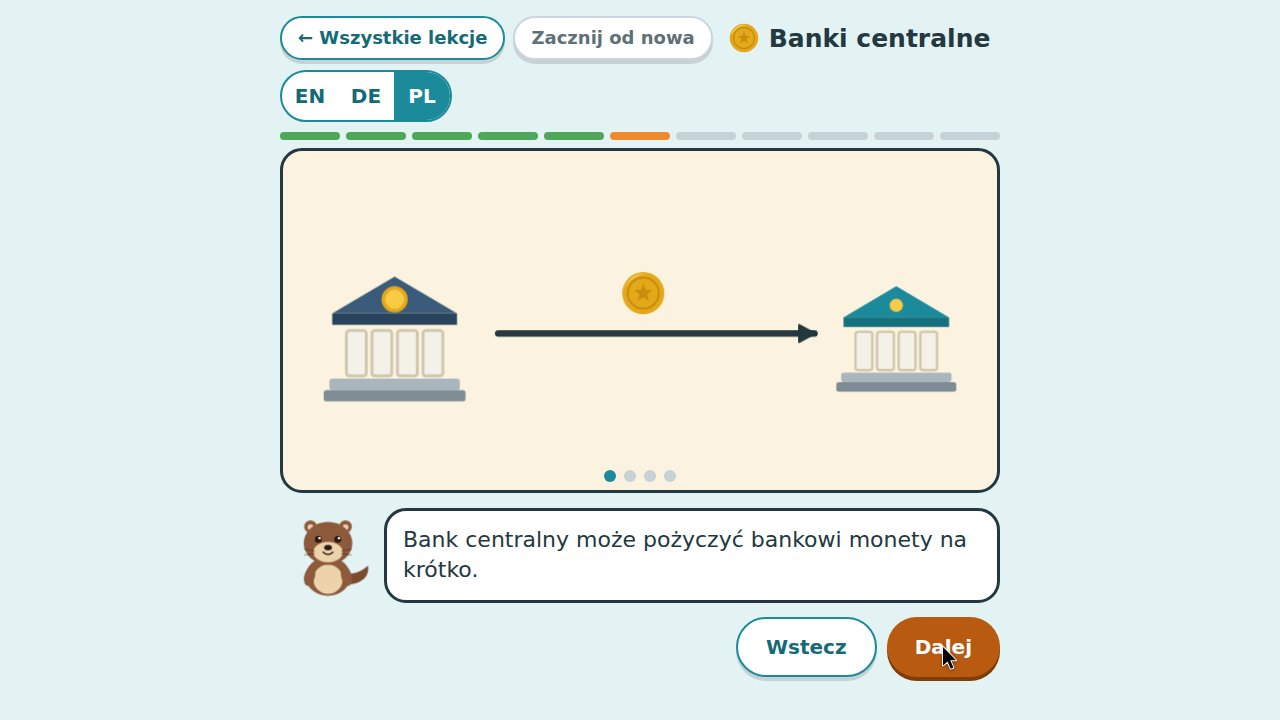 ← Wszystkie lekcje
Zacznij od nowa
Banki centralne
EN DE PL
Bank centralny może pożyczyć bankowi monety na
krótko.
Wstecz
Dalej